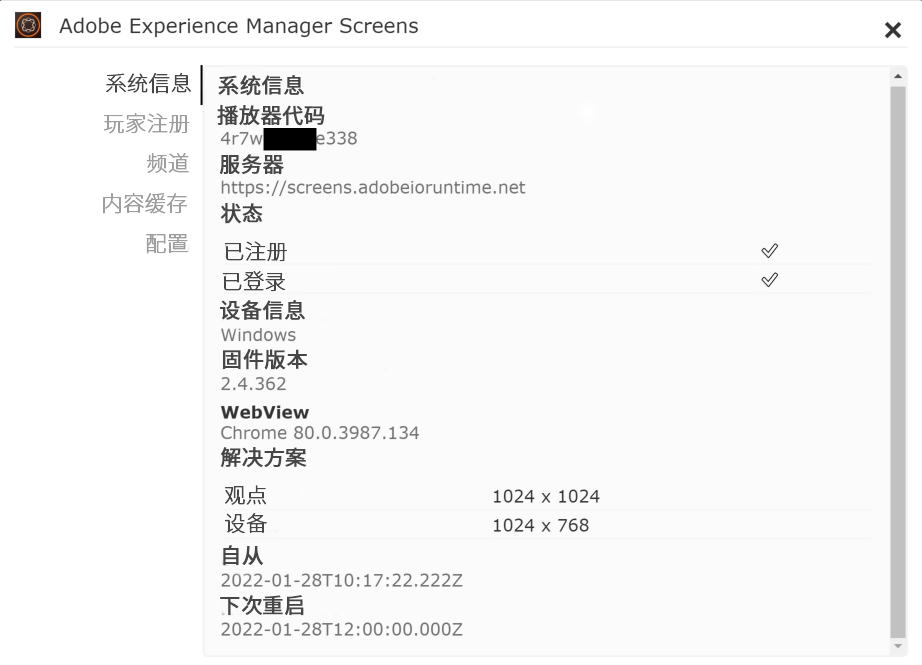 Adobe Experience Manager Screens
系统信息
玩家注册
频道
内容缓存
配置
系统信息
播放器代码
4r7w e338
服务器
https://screens.adobeioruntime.net
状态
已注册
已登录
设备信息
Windows
固件版本
2.4.362
WebView
Chrome 80.0.3987.134
解决方案
观点 1024 x 1024
设备 1024 x 768
自从
2022-01-28T10:17:22.222Z
下次重启
2022-01-28T12:00:00.000Z